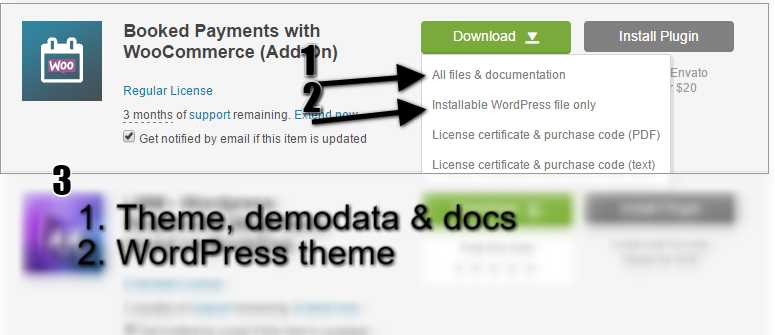 Booked Payments with
WooCommerce (Add-on)
Download
Install Plugin
1
All files & documentation
Envato
$20
Regular License
2
Installable WordPress file only
3 months of support remaining. Extend now
License certificate & purchase code (PDF)
Get notified by email if this item is updated
License certificate & purchase code (text)
WOO
3
1. Theme, demodata & docs
2. WordPress theme